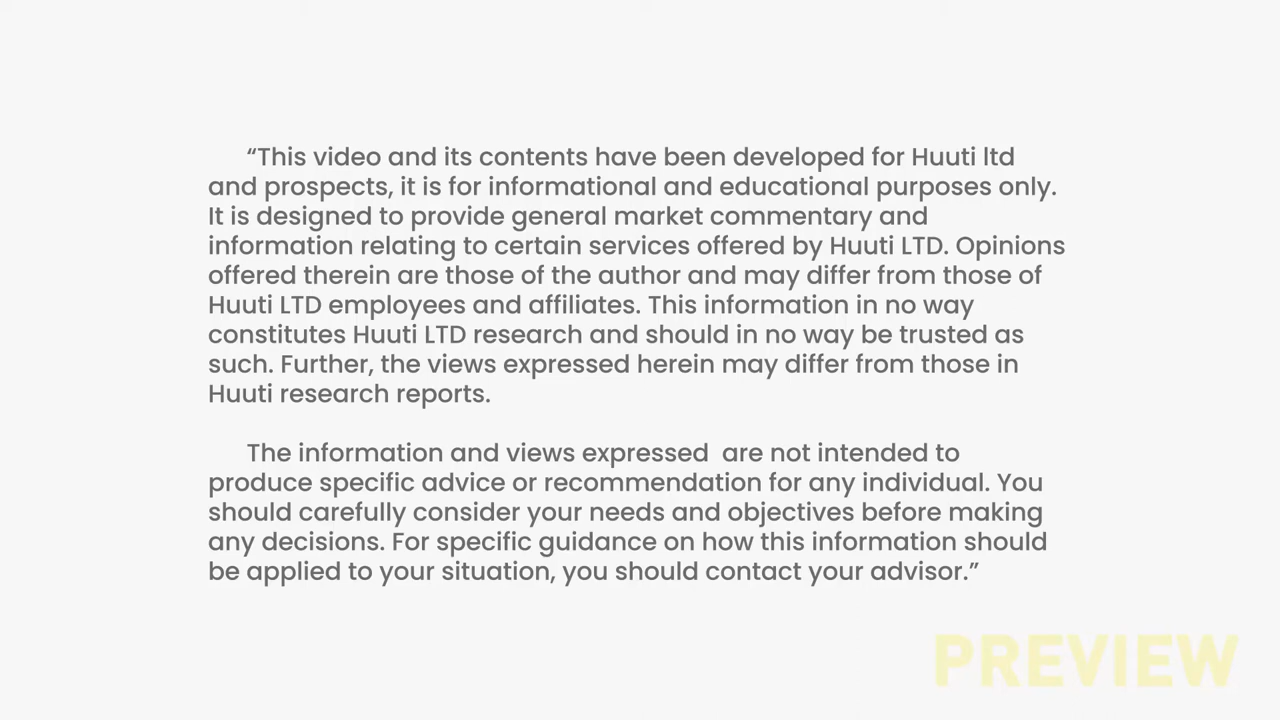 “This video and its contents have been developed for Huuti ltd
and prospects, it is for informational and educational purposes only.
It is designed to provide general market commentary and
information relating to certain services offered by Huuti LTD. Opinions
offered therein are those of the author and may differ from those of
Huuti LTD employees and affiliates. This information in no way
constitutes Huuti LTD research and should in no way be trusted as
such. Further, the views expressed herein may differ from those in
Huuti research reports.
The information and views expressed  are not intended to
produce specific advice or recommendation for any individual. You
should carefully consider your needs and objectives before making
any decisions. For specific guidance on how this information should
be applied to your situation, you should contact your advisor.”
PREVIEW